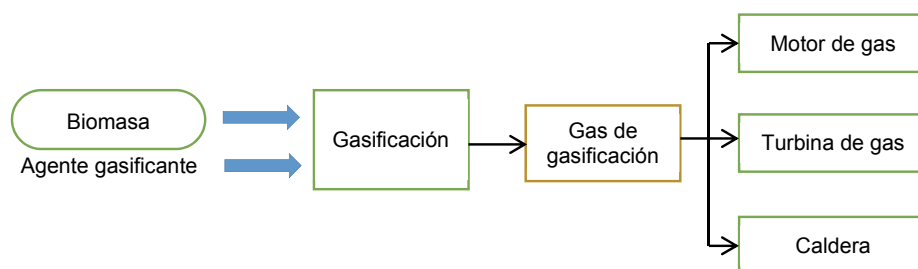 Biomasa
Agente gasificante
Gasificación
Gas de
gasificación
Motor de gas
Turbina de gas
Caldera